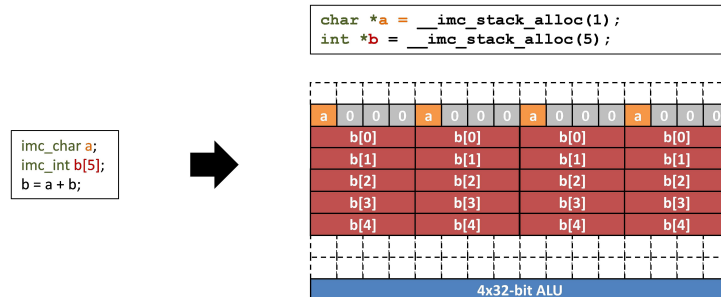 char *a = __imc_stack_alloc(1);
int *b = __imc_stack_alloc(5);
imc_char a;
imc_int b[5];
b = a + b;
a 0 0 0 a 0 0 0 a 0 0 0 a 0 0 0
b[0] b[0] b[0] b[0]
b[1] b[1] b[1] b[1]
b[2] b[2] b[2] b[2]
b[3] b[3] b[3] b[3]
b[4] b[4] b[4] b[4]
4x32-bit ALU